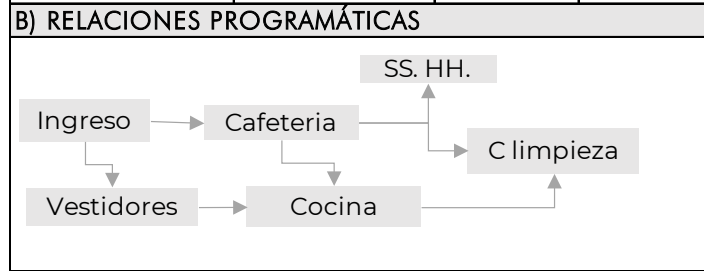 B) RELACIONES PROGRAMÁTICAS
SS. HH.
Ingreso
Cafeteria
C limpieza
Vestidores
Cocina